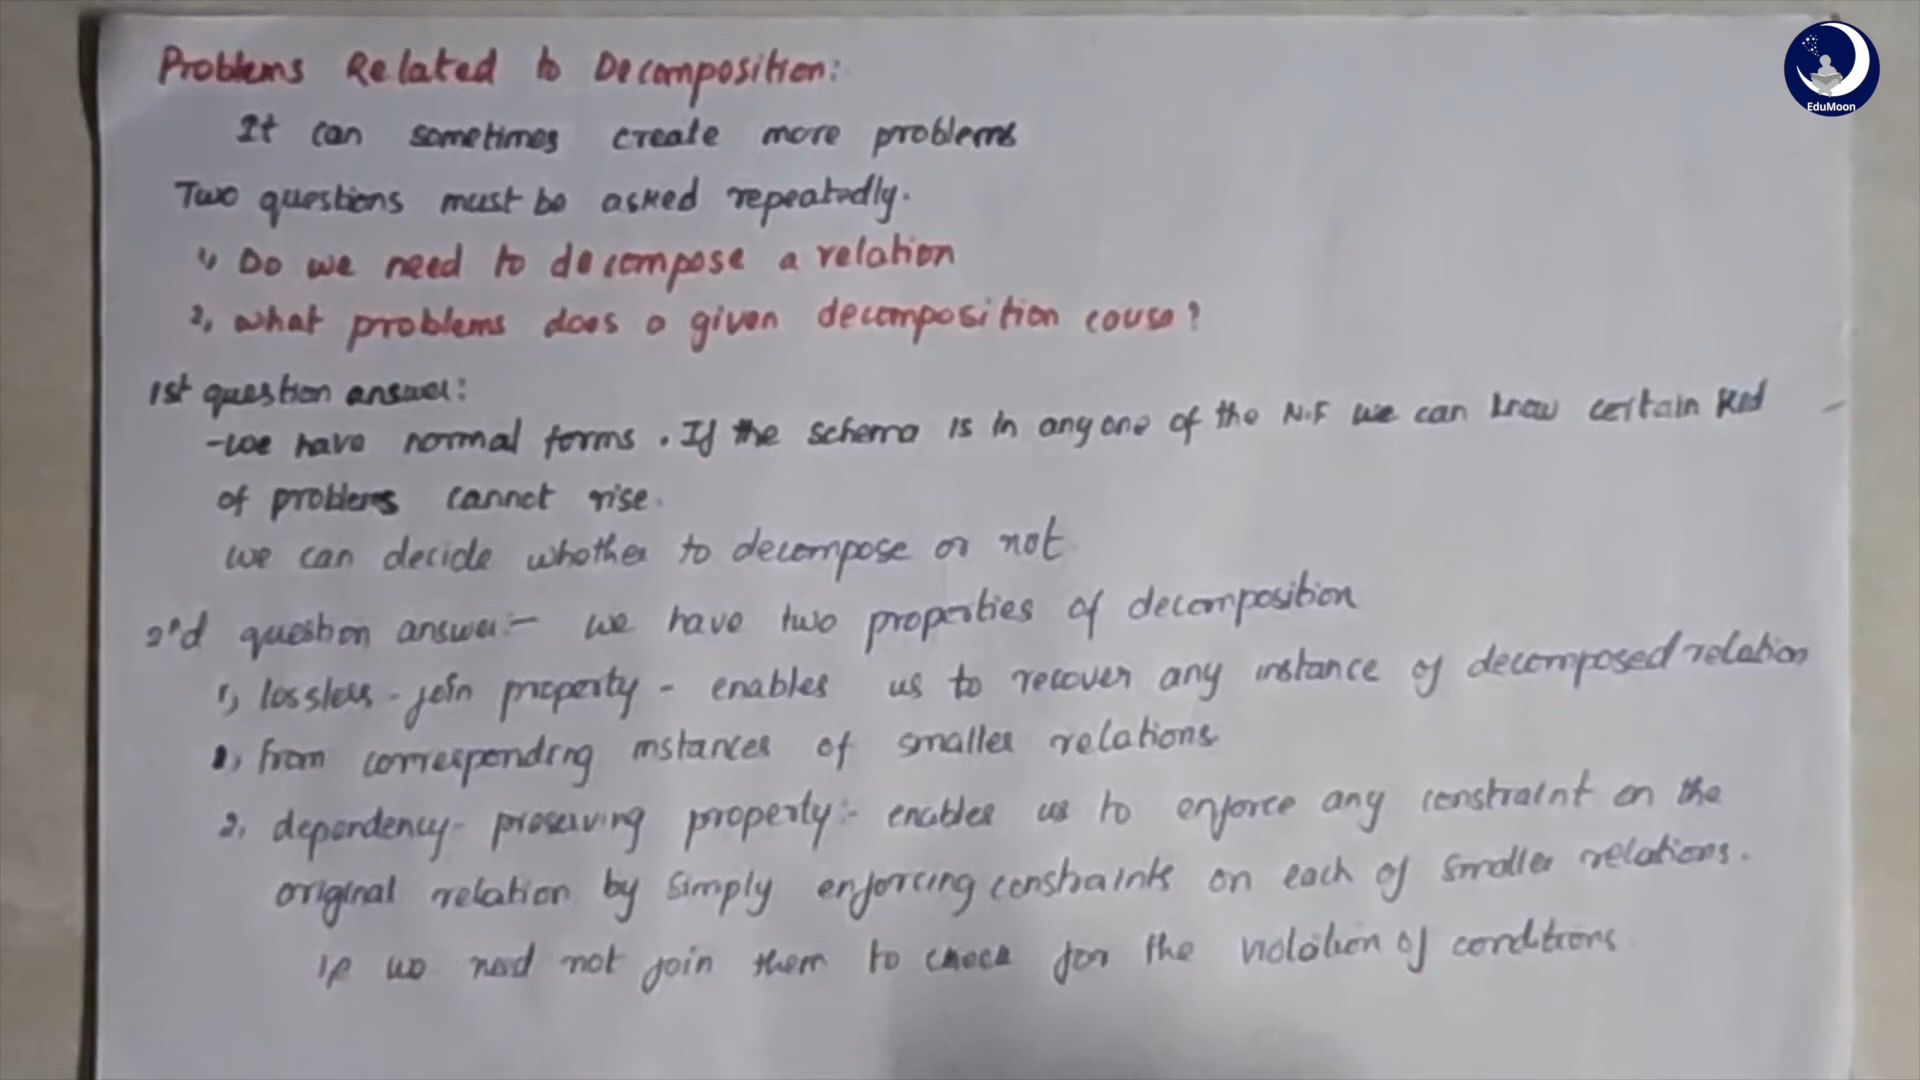 Problems Related to Decomposition:
EduMoon
It can sometimes create more problems
Two questions must be asked repeatedly.
1, Do we need to decompose a relation
2, what problems does a given decomposition cause?
1st question answer:
-we have normal forms. If the schema is in any one of the N.F we can know certain kid
of problems cannot rise.
we can decide whether to decompose or not
2nd question answer:- we have two properties of decomposition
1, lossless-join property - enables us to recover any instance of decomposed relation
1, from corresponding instances of smaller relations
2, dependency-preserving property:- enables us to enforce any constraint on the
original relation by simply enforcing constraints on each of smaller relations.
we need not join them to check for the violation of conditions